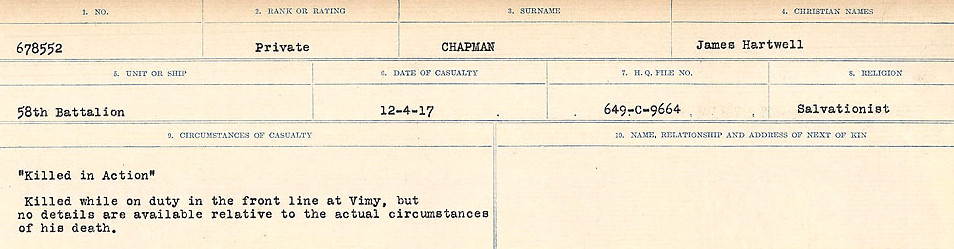 1. NO. 2. RANK OR RATING 3. SURNAME 4. CHRISTIAN NAMES
678552 Private CHAPMAN James Hartwell
5. UNIT OR SHIP 6. DATE OF CASUALTY 7. H. Q. FILE NO. 8. RELIGION
58th Battalion 12-4-17 649-C-9664 Salvationist
9. CIRCUMSTANCES OF CASUALTY 10. NAME, RELATIONSHIP AND ADDRESS OF NEXT OF KIN
"Killed in Action"
Killed while on duty in the front line at Vimy, but
no details are available relative to the actual circumstances
of his death.